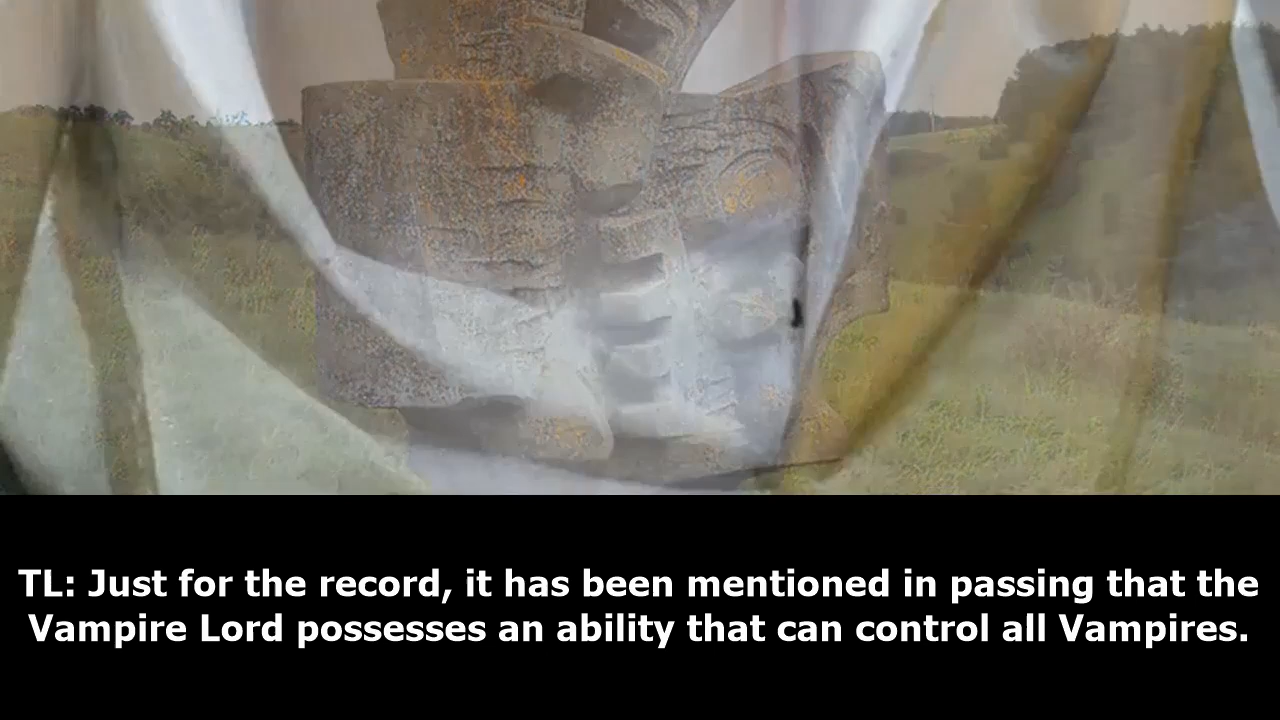 TL: Just for the record, it has been mentioned in passing that the
Vampire Lord possesses an ability that can control all Vampires.